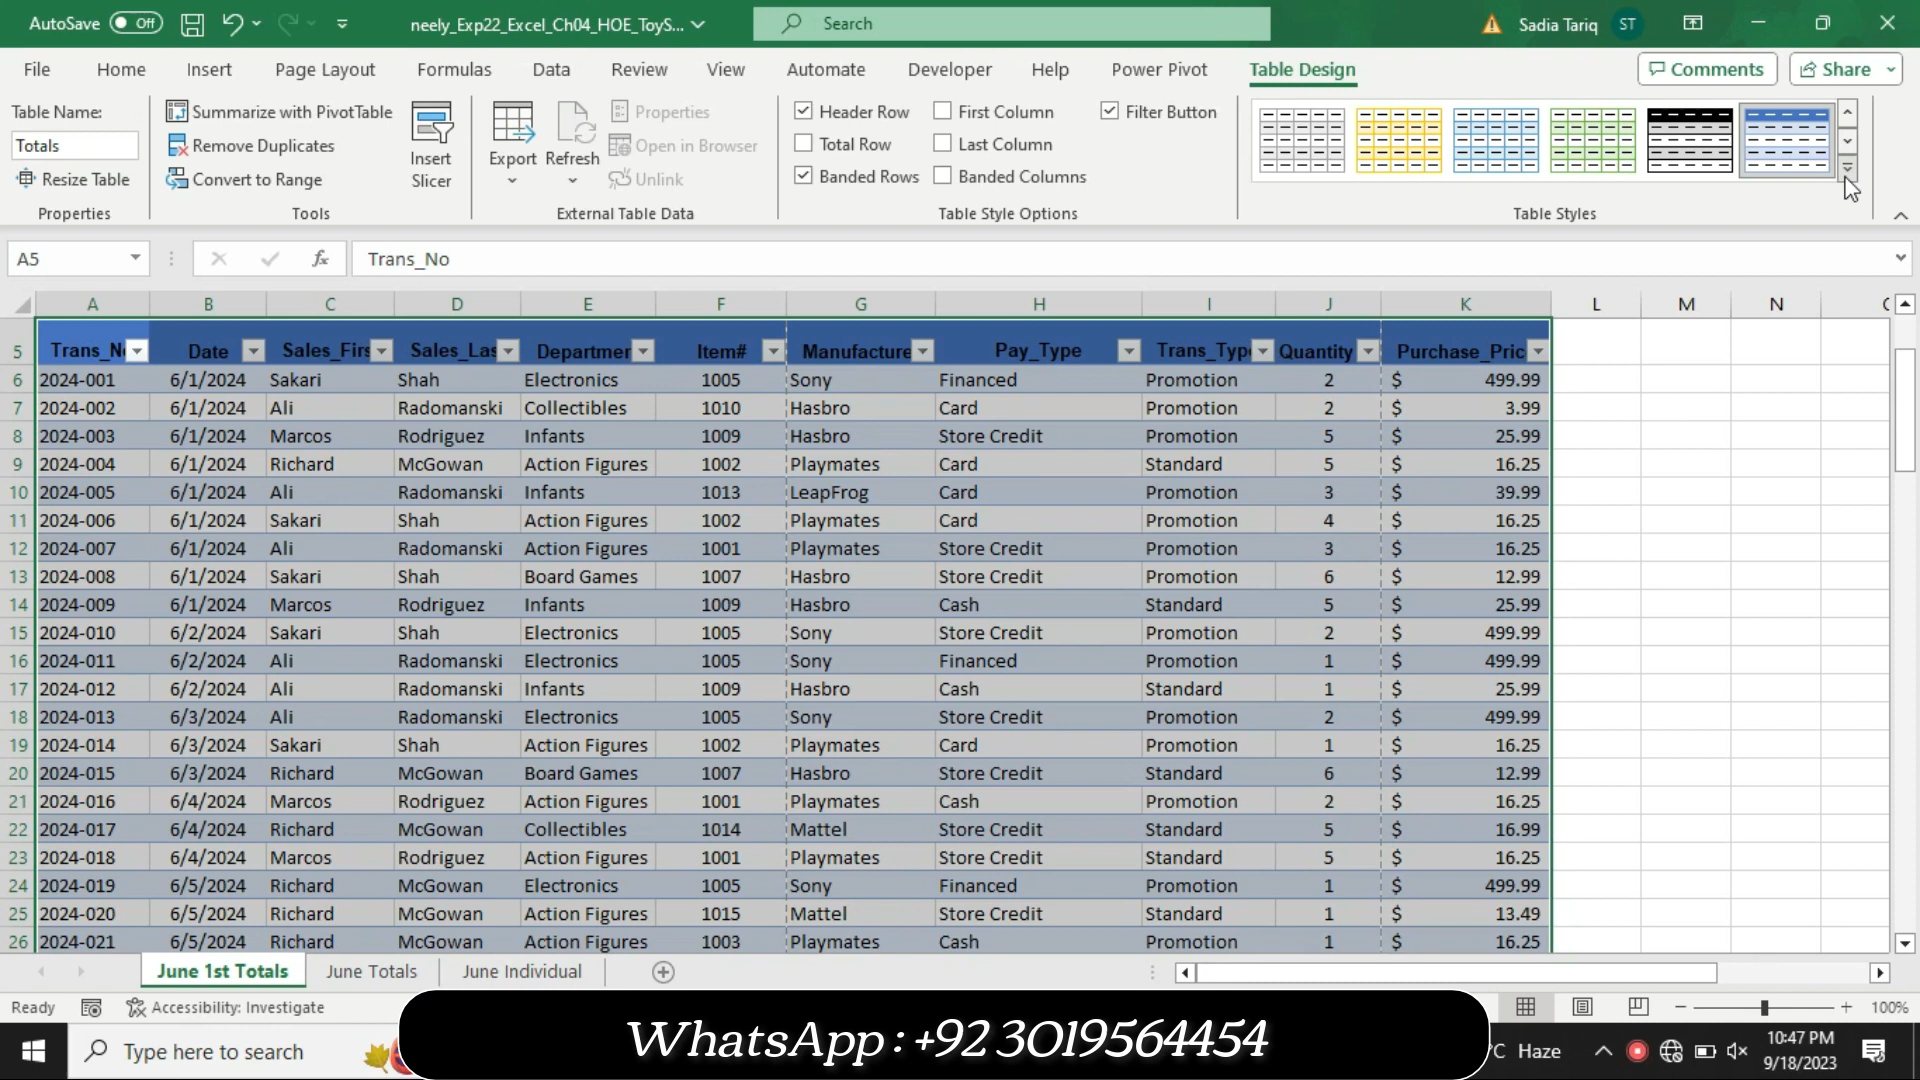 AutoSave Off neely_Exp22_Excel_Ch04_HOE_ToyS... Search Sadia Tariq ST
File Home Insert Page Layout Formulas Data Review View Automate Developer Help Power Pivot Table Design Comments Share
Table Name:
Totals
Resize Table
Properties
Summarize with PivotTable
Remove Duplicates
Convert to Range
Tools
Insert
Slicer
Export
Refresh
Properties
Open in Browser
Unlink
External Table Data
Header Row First Column Filter Button
Total Row Last Column
Banded Rows Banded Columns
Table Style Options
Table Styles
A5 fx Trans_No
A B C D E F G H I J K L M N
5 Trans_N Date Sales_Firs Sales_Las Departmen Item# Manufacture Pay_Type Trans_Typ Quantity Purchase_Pric
6 2024-001 6/1/2024 Sakari Shah Electronics 1005 Sony Financed Promotion 2 $ 499.99
7 2024-002 6/1/2024 Ali Radomanski Collectibles 1010 Hasbro Card Promotion 2 $ 3.99
8 2024-003 6/1/2024 Marcos Rodriguez Infants 1009 Hasbro Store Credit Promotion 5 $ 25.99
9 2024-004 6/1/2024 Richard McGowan Action Figures 1002 Playmates Card Standard 5 $ 16.25
10 2024-005 6/1/2024 Ali Radomanski Infants 1013 LeapFrog Card Promotion 3 $ 39.99
11 2024-006 6/1/2024 Sakari Shah Action Figures 1002 Playmates Card Promotion 4 $ 16.25
12 2024-007 6/1/2024 Ali Radomanski Action Figures 1001 Playmates Store Credit Promotion 3 $ 16.25
13 2024-008 6/1/2024 Sakari Shah Board Games 1007 Hasbro Store Credit Promotion 6 $ 12.99
14 2024-009 6/1/2024 Marcos Rodriguez Infants 1009 Hasbro Cash Standard 5 $ 25.99
15 2024-010 6/2/2024 Sakari Shah Electronics 1005 Sony Store Credit Promotion 2 $ 499.99
16 2024-011 6/2/2024 Ali Radomanski Electronics 1005 Sony Financed Promotion 1 $ 499.99
17 2024-012 6/2/2024 Ali Radomanski Infants 1009 Hasbro Cash Standard 1 $ 25.99
18 2024-013 6/3/2024 Ali Radomanski Electronics 1005 Sony Store Credit Promotion 2 $ 499.99
19 2024-014 6/3/2024 Sakari Shah Action Figures 1002 Playmates Card Promotion 1 $ 16.25
20 2024-015 6/3/2024 Richard McGowan Board Games 1007 Hasbro Store Credit Standard 6 $ 12.99
21 2024-016 6/4/2024 Marcos Rodriguez Action Figures 1001 Playmates Cash Promotion 2 $ 16.25
22 2024-017 6/4/2024 Richard McGowan Collectibles 1014 Mattel Store Credit Standard 5 $ 16.99
23 2024-018 6/4/2024 Marcos Rodriguez Action Figures 1001 Playmates Store Credit Standard 5 $ 16.25
24 2024-019 6/5/2024 Richard McGowan Electronics 1005 Sony Financed Promotion 1 $ 499.99
25 2024-020 6/5/2024 Richard McGowan Action Figures 1015 Mattel Store Credit Standard 1 $ 13.49
26 2024-021 6/5/2024 Richard McGowan Action Figures 1003 Playmates Cash Promotion 1 $ 16.25
June 1st Totals June Totals June Individual
Ready Accessibility: Investigate 100%
WhatsApp : +92 3019564454
Type here to search °C Haze 10:47 PM
9/18/2023